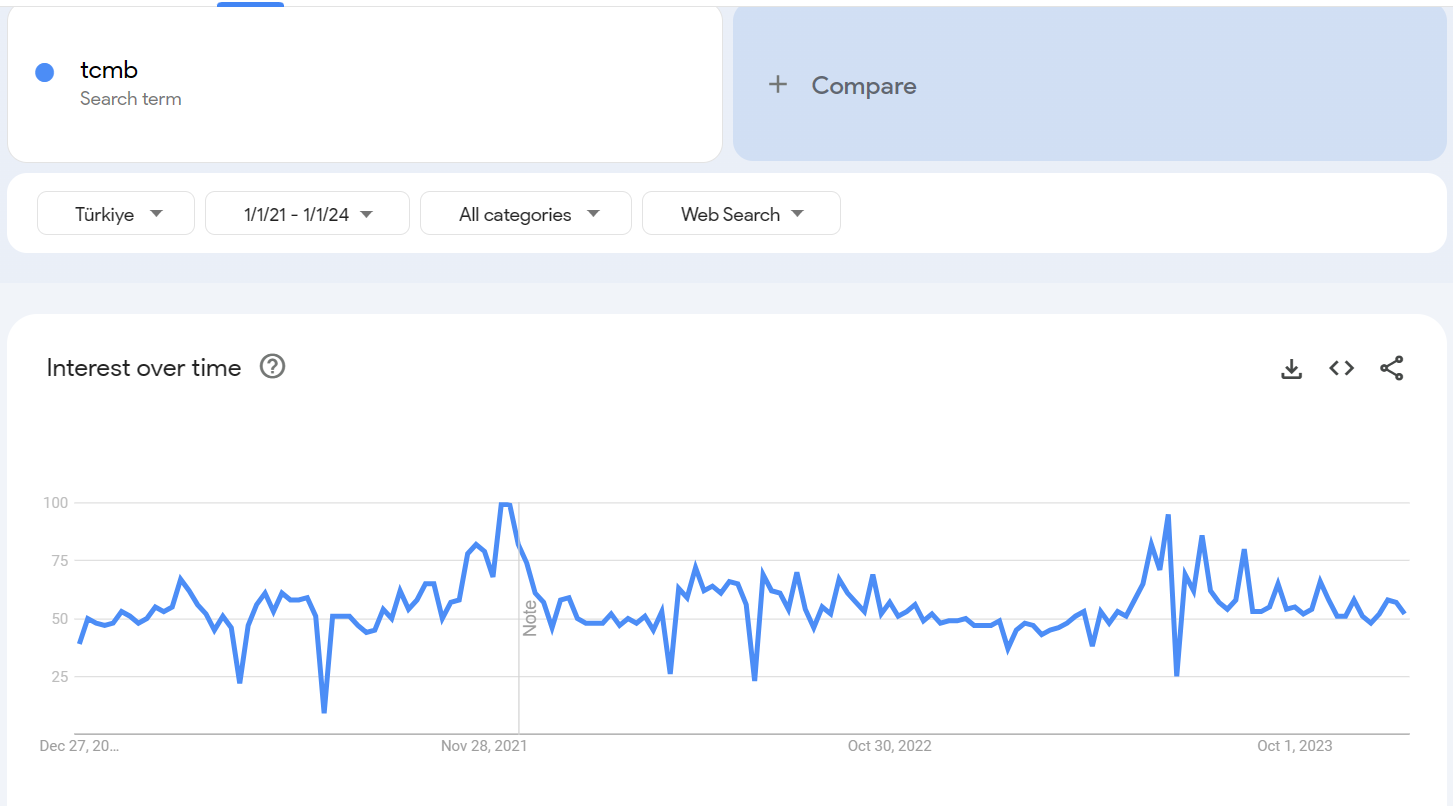 tcmb
Search term
+ Compare
Türkiye
1/1/21 - 1/1/24
All categories
Web Search
Interest over time
100
75
50
25
Note
Dec 27, 20...
Nov 28, 2021
Oct 30, 2022
Oct 1, 2023